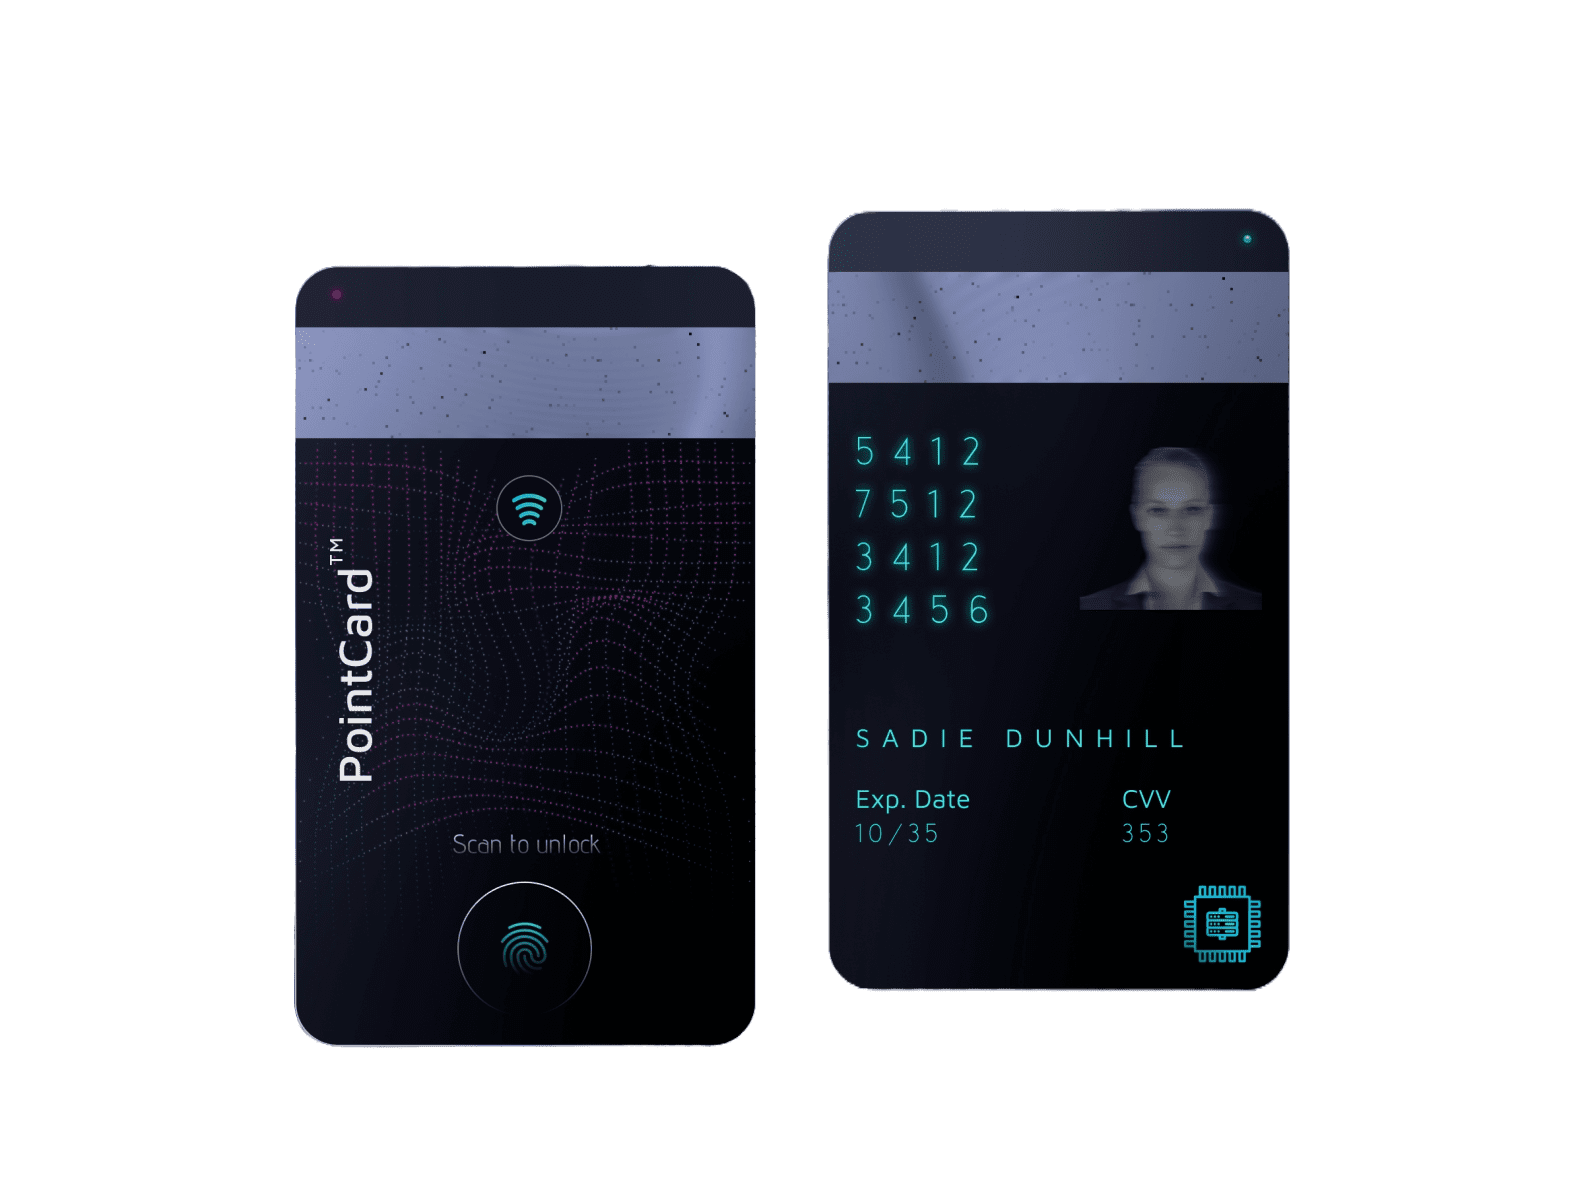 PointCard™
Scan to unlock
5 4 1 2
7 5 1 2
3 4 1 2
3 4 5 6
SADIE DUNHILL
Exp. Date
10/35
CVV
353